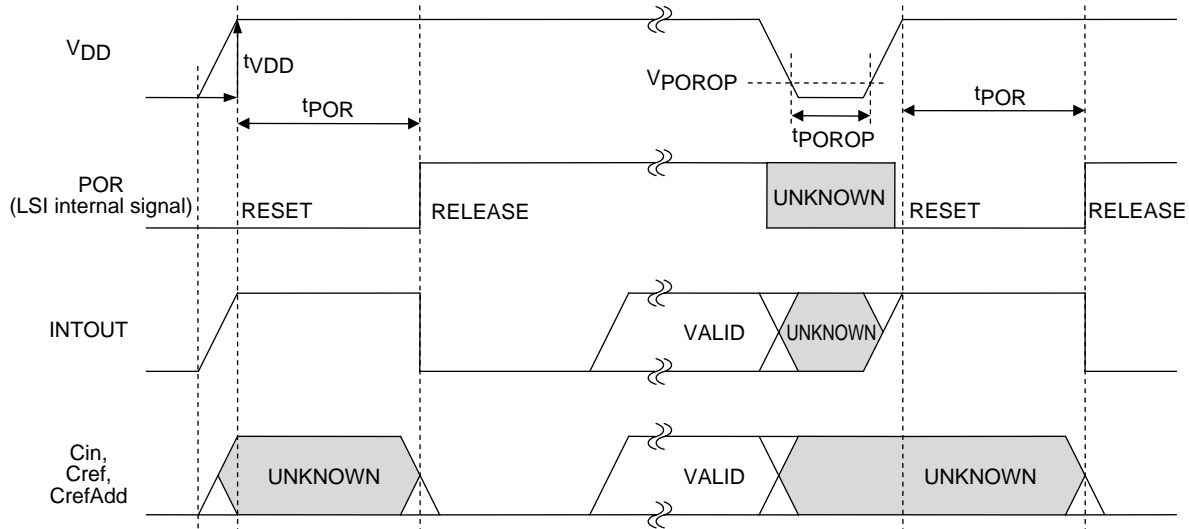 VDD
tVDD
tPOR
VPOROP
tPOROP
tPOR
POR
(LSI internal signal)
RESET
RELEASE
UNKNOWN
RESET
RELEASE
INTOUT
VALID
UNKNOWN
Cin,
Cref,
CrefAdd
UNKNOWN
VALID
UNKNOWN